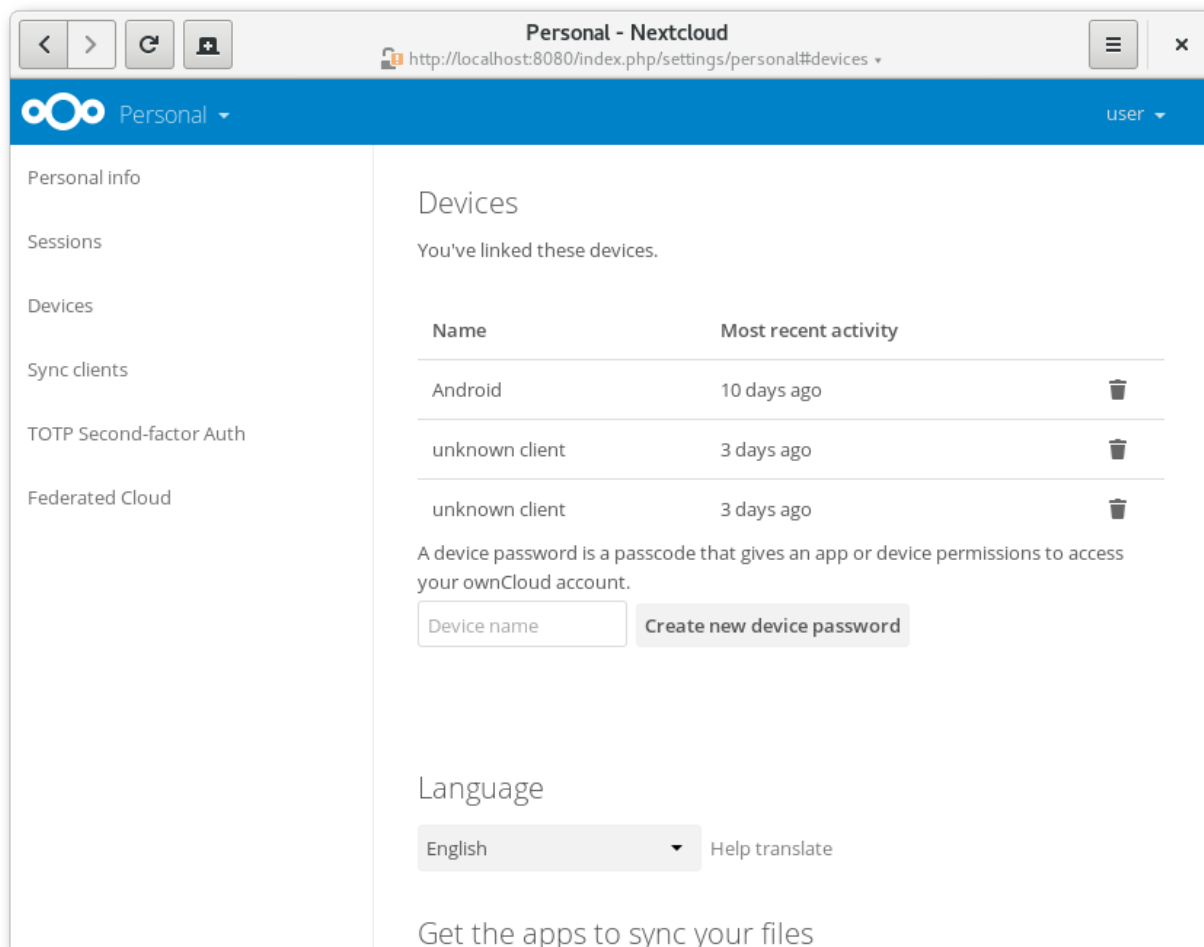 Personal - Nextcloud
http://localhost:8080/index.php/settings/personal#devices
Personal
user
Personal info
Sessions
Devices
Sync clients
TOTP Second-factor Auth
Federated Cloud
Devices
You've linked these devices.
Name Most recent activity
Android 10 days ago
unknown client 3 days ago
unknown client 3 days ago
A device password is a passcode that gives an app or device permissions to access
your ownCloud account.
Device name Create new device password
Language
English Help translate
Get the apps to sync your files